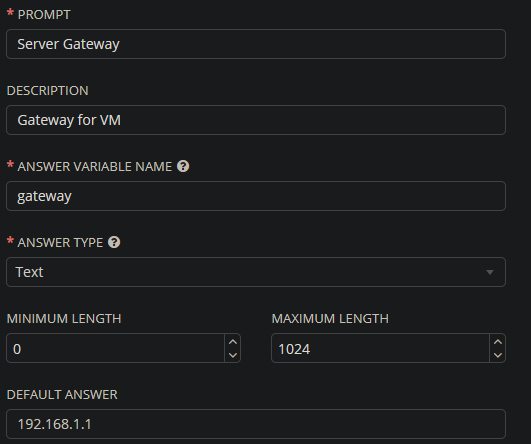 * PROMPT
Server Gateway
DESCRIPTION
Gateway for VM
* ANSWER VARIABLE NAME ?
gateway
* ANSWER TYPE ?
Text
MINIMUM LENGTH MAXIMUM LENGTH
0 1024
DEFAULT ANSWER
192.168.1.1